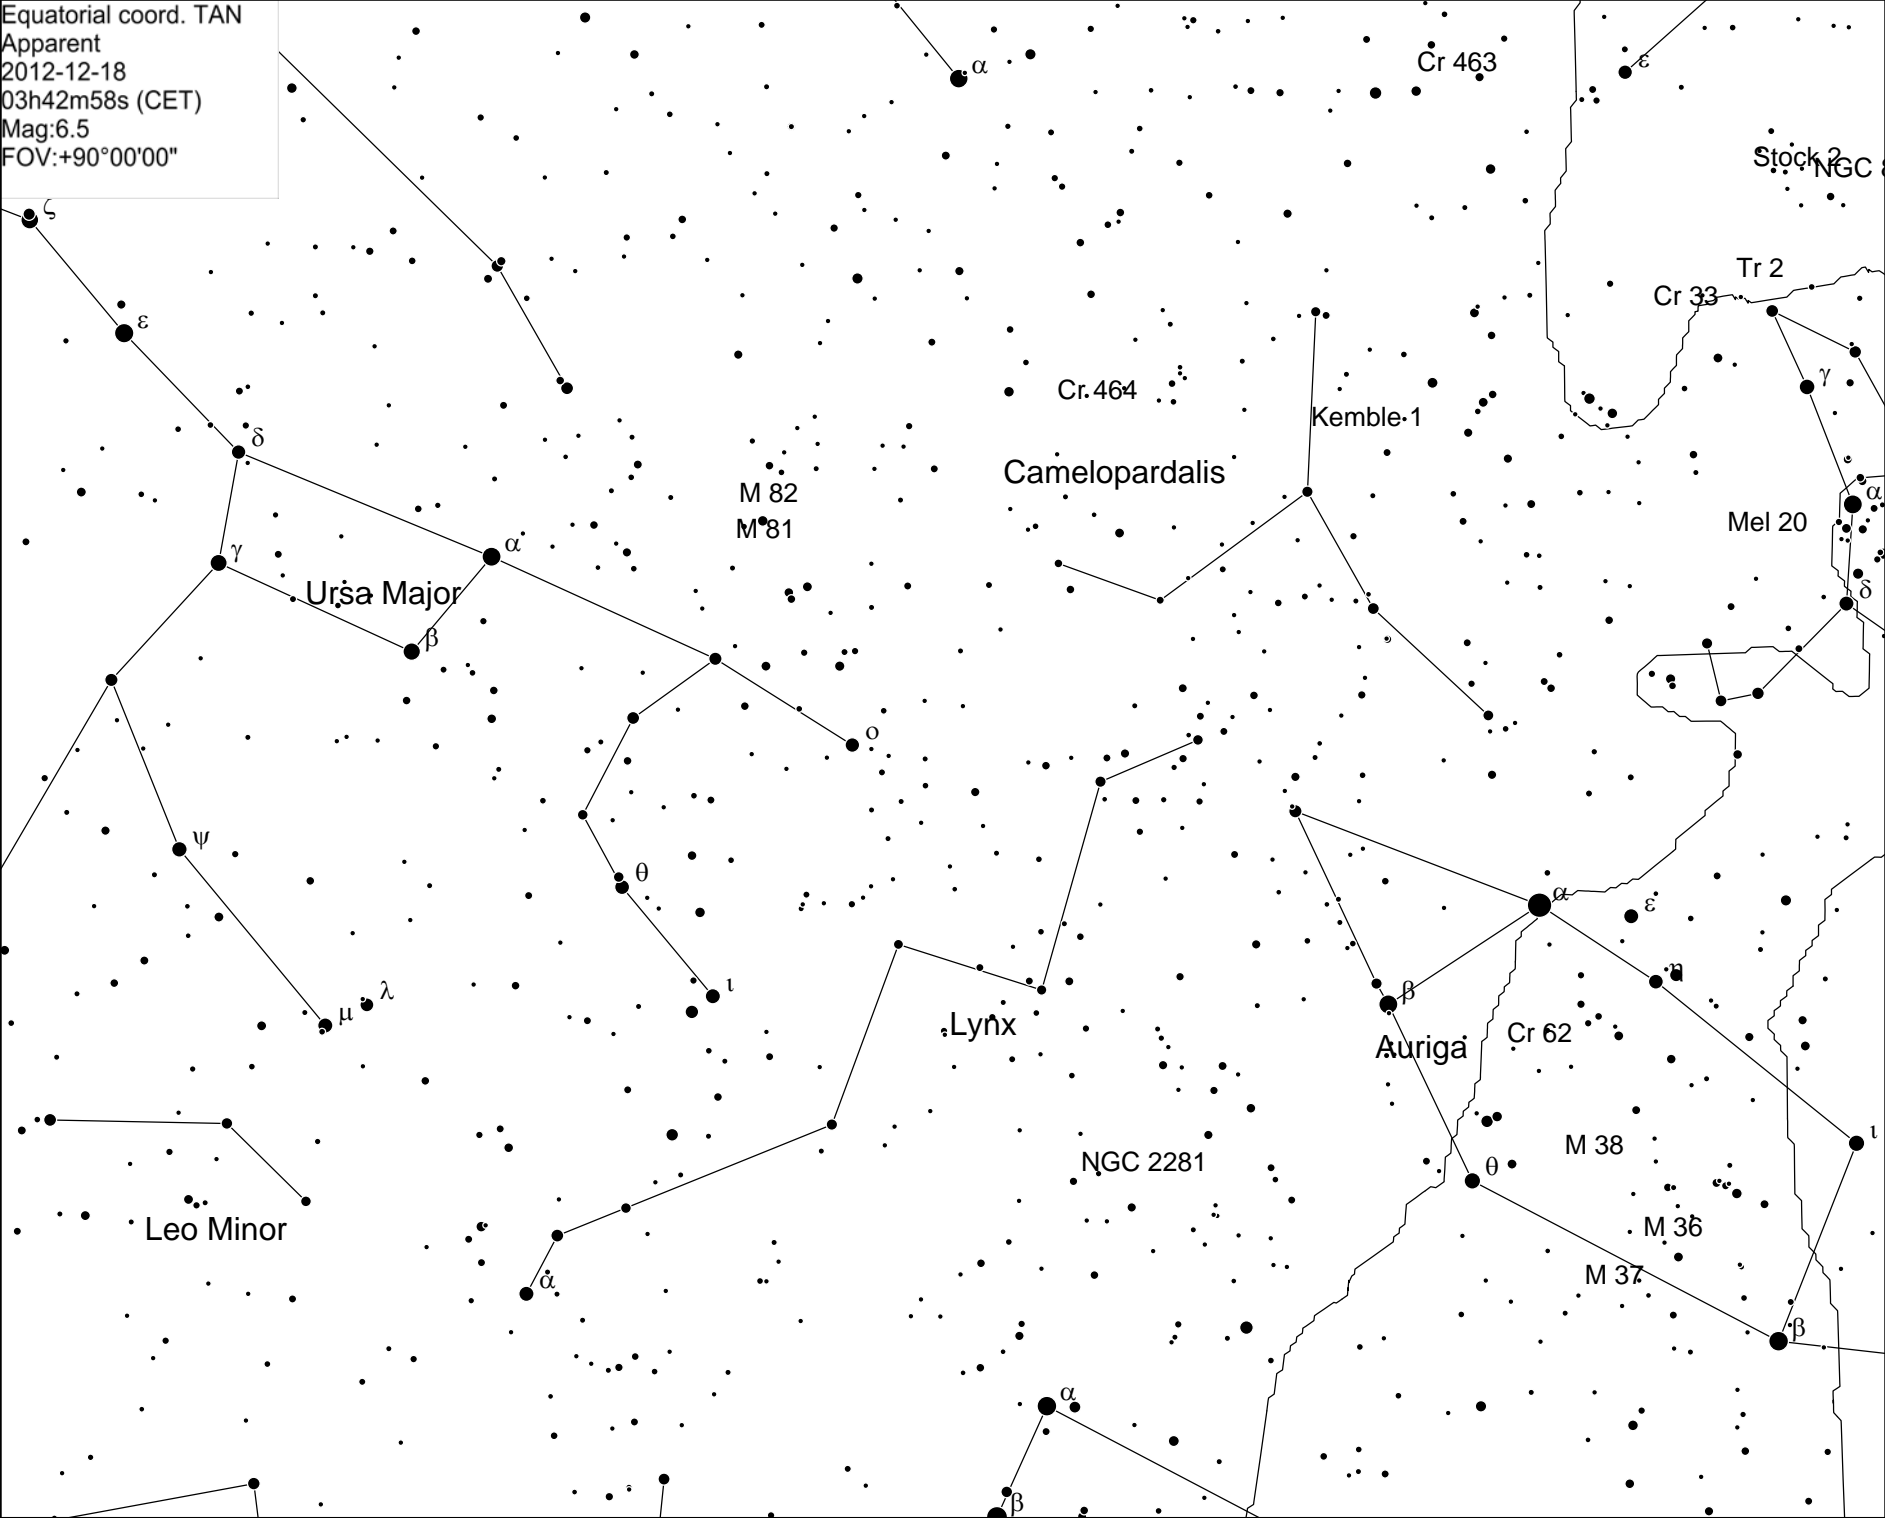 Equatorial coord. TAN
Apparent
2012-12-18
03h42m58s (CET)
Mag:6.5
FOV:+90°00'00"
α
Cr 463
ε
Stock 2
NGC 8
ζ
Tr 2
Cr 33
ε
Cr 464
γ
Kemble 1
δ
Camelopardalis
M 82
α
M 81
Mel 20
α
γ
Ursa Major
δ
β
ο
ψ
θ
α
ε
η
ι
λ
β
μ
Lynx
Cr 62
Auriga
ι
M 38
NGC 2281
θ
Leo Minor
M 36
α
M 37
β
α
β